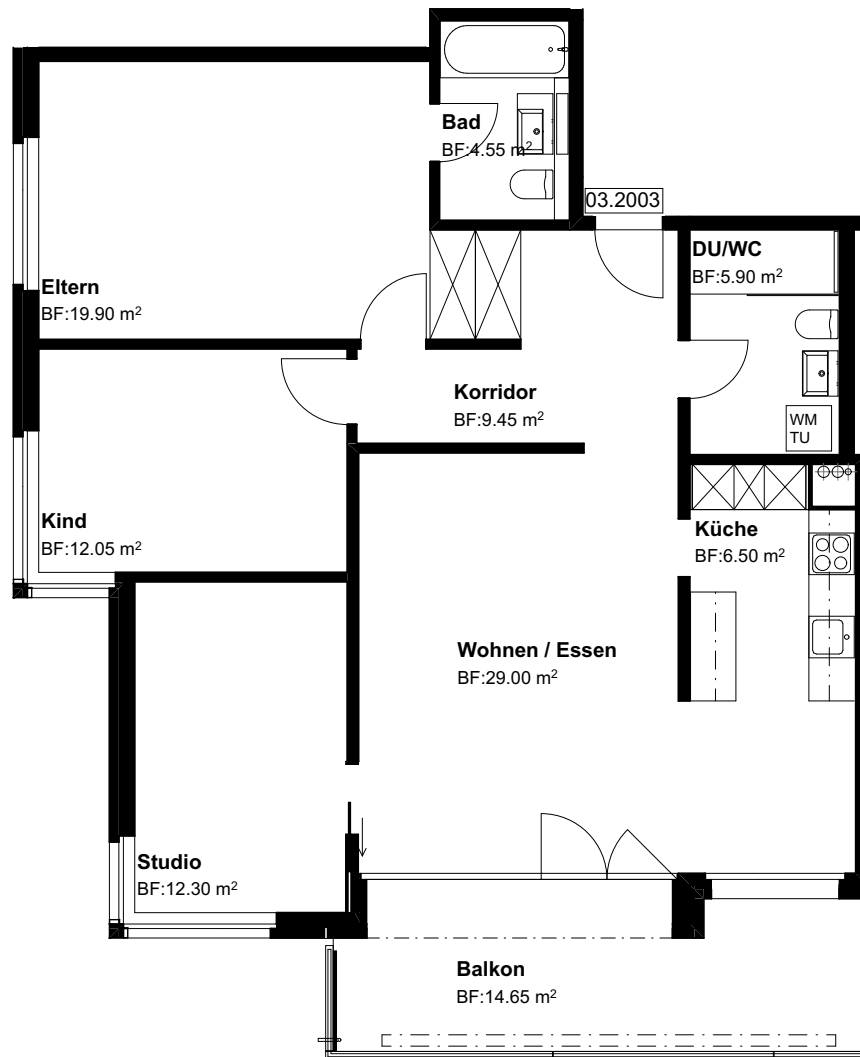 Bad
BF:4.55 m²
03.2003
DU/WC
BF:5.90 m²
Eltern
BF:19.90 m²
Korridor
BF:9.45 m²
WM
TU
Kind
BF:12.05 m²
Küche
BF:6.50 m²
Wohnen / Essen
BF:29.00 m²
Studio
BF:12.30 m²
Balkon
BF:14.65 m²